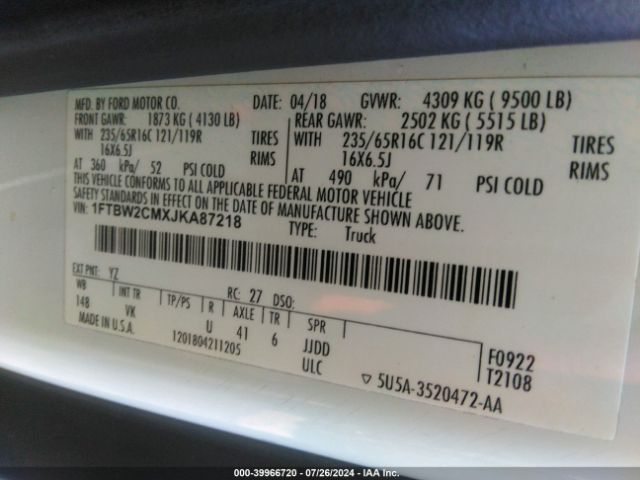 MFD. BY FORD MOTOR CO. DATE: 04/18 GVWR: 4309 KG ( 9500 LB)
FRONT GAWR: 1873 KG ( 4130 LB) REAR GAWR: 2502 KG ( 5515 LB)
WITH 235/65R16C 121/119R TIRES WITH 235/65R16C 121/119R TIRES
16X6.5J RIMS 16X6.5J RIMS
AT 360 kPa/ 52 PSI COLD AT 490 kPa/ 71 PSI COLD
THIS VEHICLE CONFORMS TO ALL APPLICABLE FEDERAL MOTOR VEHICLE
SAFETY STANDARDS IN EFFECT ON THE DATE OF MANUFACTURE SHOWN ABOVE.
VIN: 1FTBW2CMXJKA87218
TYPE: Truck
EXT PNT: YZ RC: 27 DSO:
WB INT TR TP/PS R AXLE TR SPR
148 VK U 41 6 JJDD
MADE IN U.S.A. 1201804211205 ULC
F0922
T2108
▽ 5U5A-3520472-AA
000-39966720 / 07/26/2024 / IAA Inc.